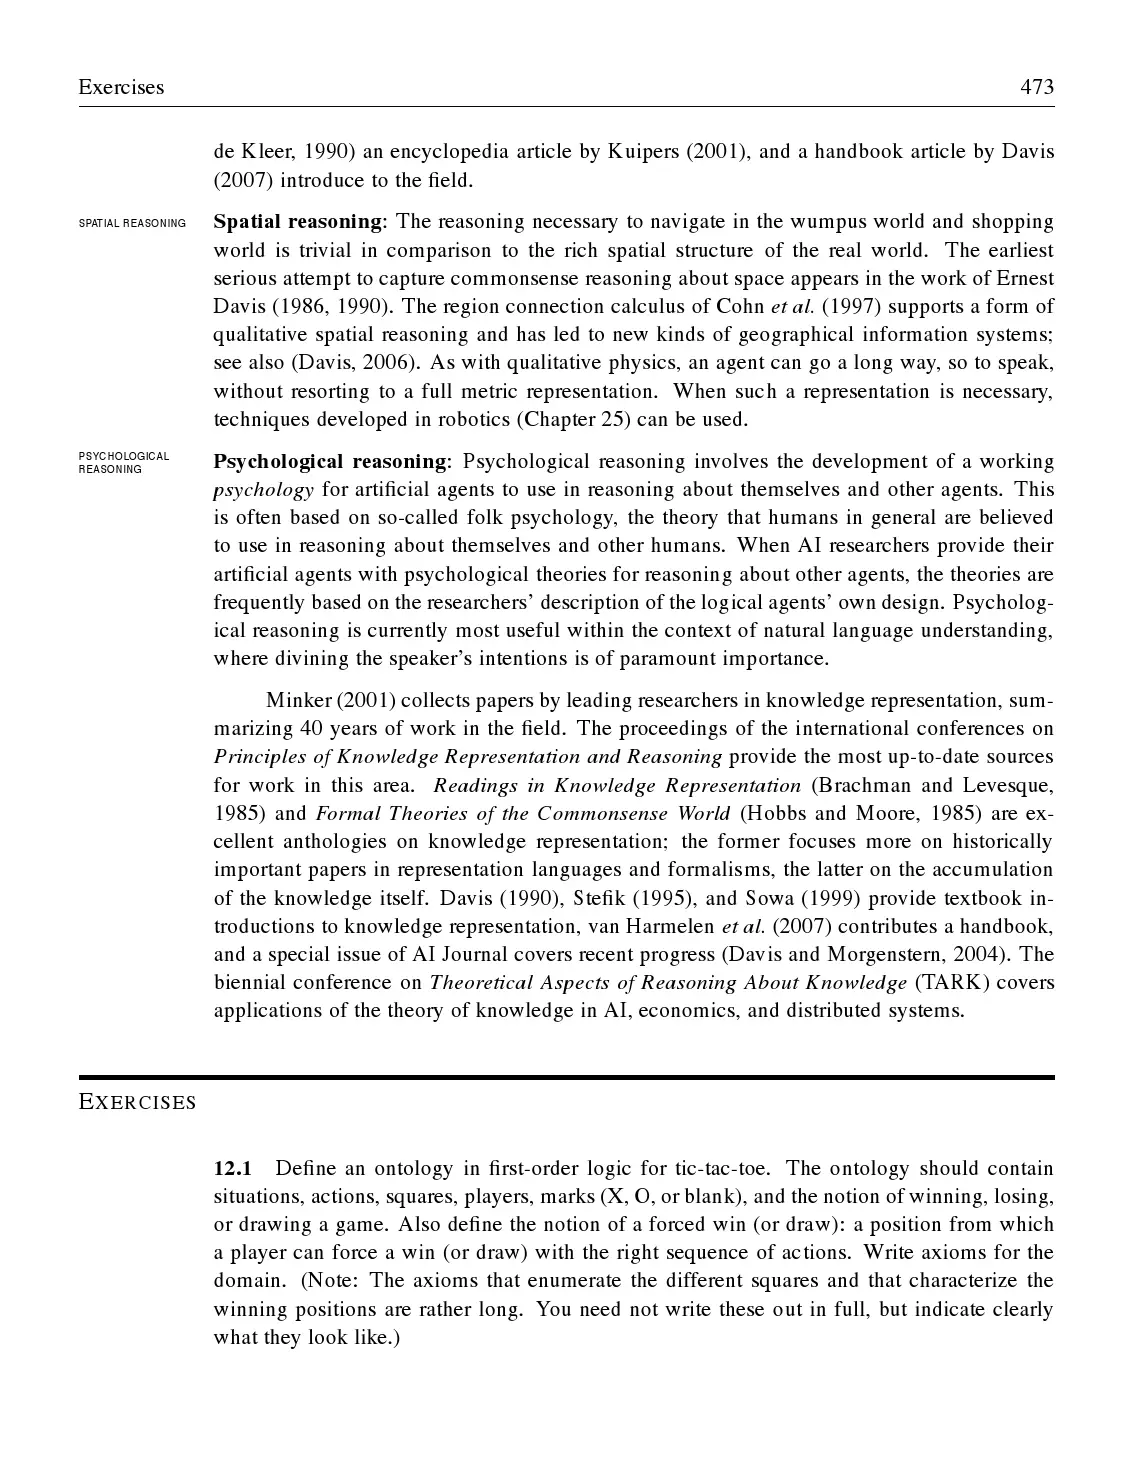 Exercises 473
de Kleer, 1990) an encyclopedia article by Kuipers (2001), and a handbook article by Davis
(2007) introduce to the field.
SPATIAL REASONING
Spatial reasoning: The reasoning necessary to navigate in the wumpus world and shopping
world is trivial in comparison to the rich spatial structure of the real world. The earliest
serious attempt to capture commonsense reasoning about space appears in the work of Ernest
Davis (1986, 1990). The region connection calculus of Cohn et al. (1997) supports a form of
qualitative spatial reasoning and has led to new kinds of geographical information systems;
see also (Davis, 2006). As with qualitative physics, an agent can go a long way, so to speak,
without resorting to a full metric representation. When such a representation is necessary,
techniques developed in robotics (Chapter 25) can be used.
PSYCHOLOGICAL
REASONING
Psychological reasoning: Psychological reasoning involves the development of a working
psychology for artificial agents to use in reasoning about themselves and other agents. This
is often based on so-called folk psychology, the theory that humans in general are believed
to use in reasoning about themselves and other humans. When AI researchers provide their
artificial agents with psychological theories for reasoning about other agents, the theories are
frequently based on the researchers' description of the logical agents' own design. Psycholog-
ical reasoning is currently most useful within the context of natural language understanding,
where divining the speaker's intentions is of paramount importance.
Minker (2001) collects papers by leading researchers in knowledge representation, sum-
marizing 40 years of work in the field. The proceedings of the international conferences on
Principles of Knowledge Representation and Reasoning provide the most up-to-date sources
for work in this area. Readings in Knowledge Representation (Brachman and Levesque,
1985) and Formal Theories of the Commonsense World (Hobbs and Moore, 1985) are ex-
cellent anthologies on knowledge representation; the former focuses more on historically
important papers in representation languages and formalisms, the latter on the accumulation
of the knowledge itself. Davis (1990), Stefik (1995), and Sowa (1999) provide textbook in-
troductions to knowledge representation, van Harmelen et al. (2007) contributes a handbook,
and a special issue of AI Journal covers recent progress (Davis and Morgenstern, 2004). The
biennial conference on Theoretical Aspects of Reasoning About Knowledge (TARK) covers
applications of the theory of knowledge in AI, economics, and distributed systems.
EXERCISES
12.1 Define an ontology in first-order logic for tic-tac-toe. The ontology should contain
situations, actions, squares, players, marks (X, O, or blank), and the notion of winning, losing,
or drawing a game. Also define the notion of a forced win (or draw): a position from which
a player can force a win (or draw) with the right sequence of actions. Write axioms for the
domain. (Note: The axioms that enumerate the different squares and that characterize the
winning positions are rather long. You need not write these out in full, but indicate clearly
what they look like.)